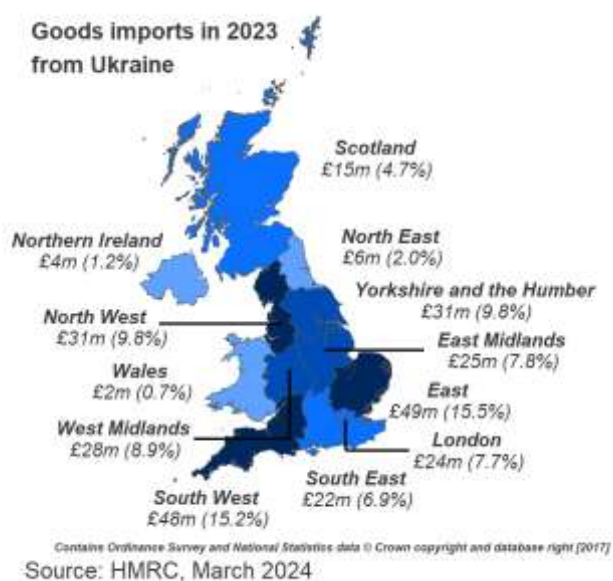 Goods imports in 2023
from Ukraine
Scotland
£15m (4.7%)
Northern Ireland
£4m (1.2%)
North East
£6m (2.0%)
Yorkshire and the Humber
£31m (9.8%)
North West
£31m (9.8%)
East Midlands
£25m (7.8%)
Wales
£2m (0.7%)
East
£49m (15.5%)
West Midlands
£28m (8.9%)
London
£24m (7.7%)
South East
£22m (6.9%)
South West
£48m (15.2%)
Contains Ordinance Survey and National Statistics data © Crown copyright and database right [2017]
Source: HMRC, March 2024